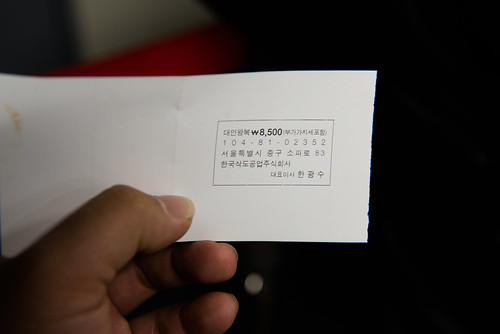 대인왕복 ₩8,500(부가가치세포함)
104-81-02352
서울특별시 중구 소파로 83
한국삭도공업주식회사
대표이사 한 광 수